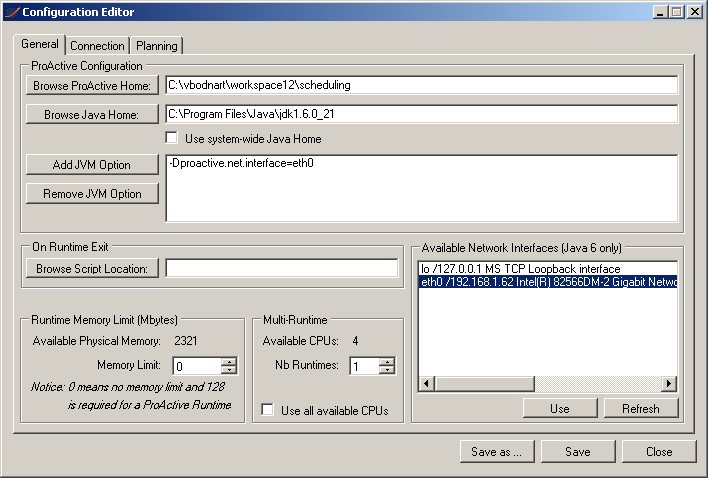 Configuration Editor
General
Connection
Planning
ProActive Configuration
Browse ProActive Home:
C:\vbodnart\workspace12\scheduling
Browse Java Home:
C:\Program Files\Java\jdk1.6.0_21
Use system-wide Java Home
Add JVM Option
-Dproactive.net.interface=eth0
Remove JVM Option
On Runtime Exit
Browse Script Location:
Available Network Interfaces (Java 6 only)
lo /127.0.0.1 MS TCP Loopback interface
eth0 /192.168.1.62 Intel(R) 82566DM-2 Gigabit Netwo
Runtime Memory Limit (Mbytes)
Available Physical Memory: 2321
Memory Limit: 0
Notice: 0 means no memory limit and 128
is required for a ProActive Runtime
Multi-Runtime
Available CPUs: 4
Nb Runtimes: 1
Use all available CPUs
Use
Refresh
Save as ...
Save
Close